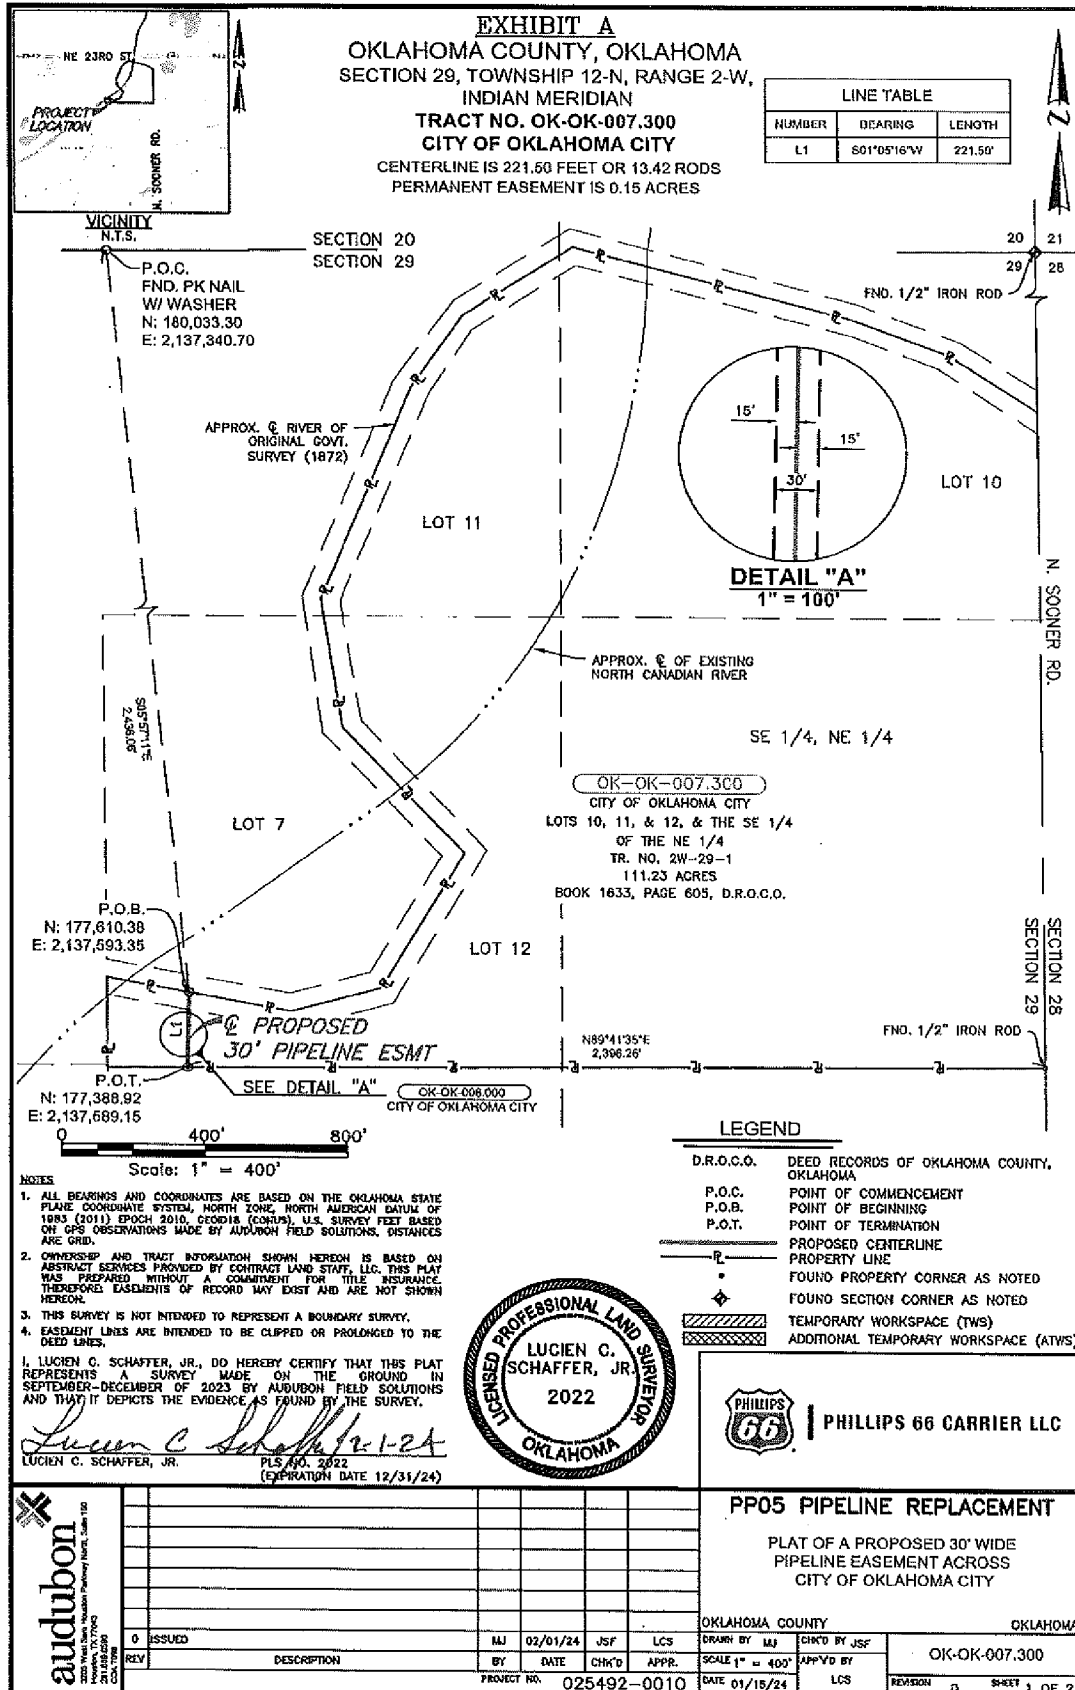 EXHIBIT A
OKLAHOMA COUNTY, OKLAHOMA
SECTION 29, TOWNSHIP 12-N, RANGE 2-W,
INDIAN MERIDIAN
TRACT NO. OK-OK-007.300
CITY OF OKLAHOMA CITY
CENTERLINE IS 221.50 FEET OR 13.42 RODS
PERMANENT EASEMENT IS 0.15 ACRES
NE 23RD ST
PROJECT
LOCATION
N. SOONER RD.
Z
VICINITY
N.T.S.
LINE TABLE
NUMBER BEARING LENGTH
L1 S01°05'16"W 221.50'
Z
SECTION 20
SECTION 29
20 21
29 28
FND. 1/2" IRON ROD
P.O.C.
FND. PK NAIL
W/ WASHER
N: 180,033.30
E: 2,137,340.70
APPROX. ℄ RIVER OF
ORIGINAL GOVT.
SURVEY (1872)
15'
15'
30'
LOT 10
LOT 11
DETAIL "A"
1" = 100'
N. SOONER RD.
APPROX. ℄ OF EXISTING
NORTH CANADIAN RIVER
S05°57'11"E
2,436.06'
SE 1/4, NE 1/4
OK-OK-007.300
CITY OF OKLAHOMA CITY
LOTS 10, 11, & 12, & THE SE 1/4
OF THE NE 1/4
TR. NO. 2W-29-1
111.23 ACRES
BOOK 1633, PAGE 605, D.R.O.C.O.
LOT 7
P.O.B.
N: 177,610.38
E: 2,137,593.35
LOT 12
SECTION 28
SECTION 29
L1
℄ PROPOSED
30' PIPELINE ESMT
N89°41'35"E
2,396.26'
FND. 1/2" IRON ROD
P.O.T.
N: 177,388.92
E: 2,137,589.15
SEE DETAIL "A"
OK-OK-008.000
CITY OF OKLAHOMA CITY
0 400' 800'
Scale: 1" = 400'
LEGEND
D.R.O.C.O. DEED RECORDS OF OKLAHOMA COUNTY,
OKLAHOMA
P.O.C. POINT OF COMMENCEMENT
P.O.B. POINT OF BEGINNING
P.O.T. POINT OF TERMINATION
PROPOSED CENTERLINE
PROPERTY LINE
FOUND PROPERTY CORNER AS NOTED
FOUND SECTION CORNER AS NOTED
TEMPORARY WORKSPACE (TWS)
ADDITIONAL TEMPORARY WORKSPACE (ATWS)
NOTES
1. ALL BEARINGS AND COORDINATES ARE BASED ON THE OKLAHOMA STATE
PLANE COORDINATE SYSTEM, NORTH ZONE, NORTH AMERICAN DATUM OF
1983 (2011) EPOCH 2010, GEOID18 (CONUS), U.S. SURVEY FEET BASED
ON GPS OBSERVATIONS MADE BY AUDUBON FIELD SOLUTIONS, DISTANCES
ARE GRID.
2. OWNERSHIP AND TRACT INFORMATION SHOWN HEREON IS BASED ON
ABSTRACT SERVICES PROVIDED BY CONTRACT LAND STAFF, LLC. THIS PLAT
WAS PREPARED WITHOUT A COMMITMENT FOR TITLE INSURANCE.
THEREFORE, EASEMENTS OF RECORD MAY EXIST AND ARE NOT SHOWN
HEREON.
3. THIS SURVEY IS NOT INTENDED TO REPRESENT A BOUNDARY SURVEY.
4. EASEMENT LINES ARE INTENDED TO BE CLIPPED OR PROLONGED TO THE
DEED LINES.
I, LUCIEN C. SCHAFFER, JR., DO HEREBY CERTIFY THAT THIS PLAT
REPRESENTS A SURVEY MADE ON THE GROUND IN
SEPTEMBER-DECEMBER OF 2023 BY AUDUBON FIELD SOLUTIONS
AND THAT IT DEPICTS THE EVIDENCE AS FOUND BY THE SURVEY.
Lucien C Schaffer 2-1-24
LUCIEN C. SCHAFFER, JR. PLS NO. 2022
(EXPIRATION DATE 12/31/24)
LICENSED PROFESSIONAL LAND SURVEYOR
LUCIEN C.
SCHAFFER, JR.
2022
OKLAHOMA
PHILLIPS
66
PHILLIPS 66 CARRIER LLC
audubon
PP05 PIPELINE REPLACEMENT
PLAT OF A PROPOSED 30' WIDE
PIPELINE EASEMENT ACROSS
CITY OF OKLAHOMA CITY
OKLAHOMA COUNTY OKLAHOMA
0 ISSUED MJ 02/01/24 JSF LCS
REV DESCRIPTION BY DATE CHK'D APPR.
PROJECT NO. 025492-0010
DRAWN BY MJ CHK'D BY JSF
SCALE 1" = 400' APPV'D BY
DATE 01/15/24 LCS
OK-OK-007.300
REVISION 0 SHEET 1 OF 2